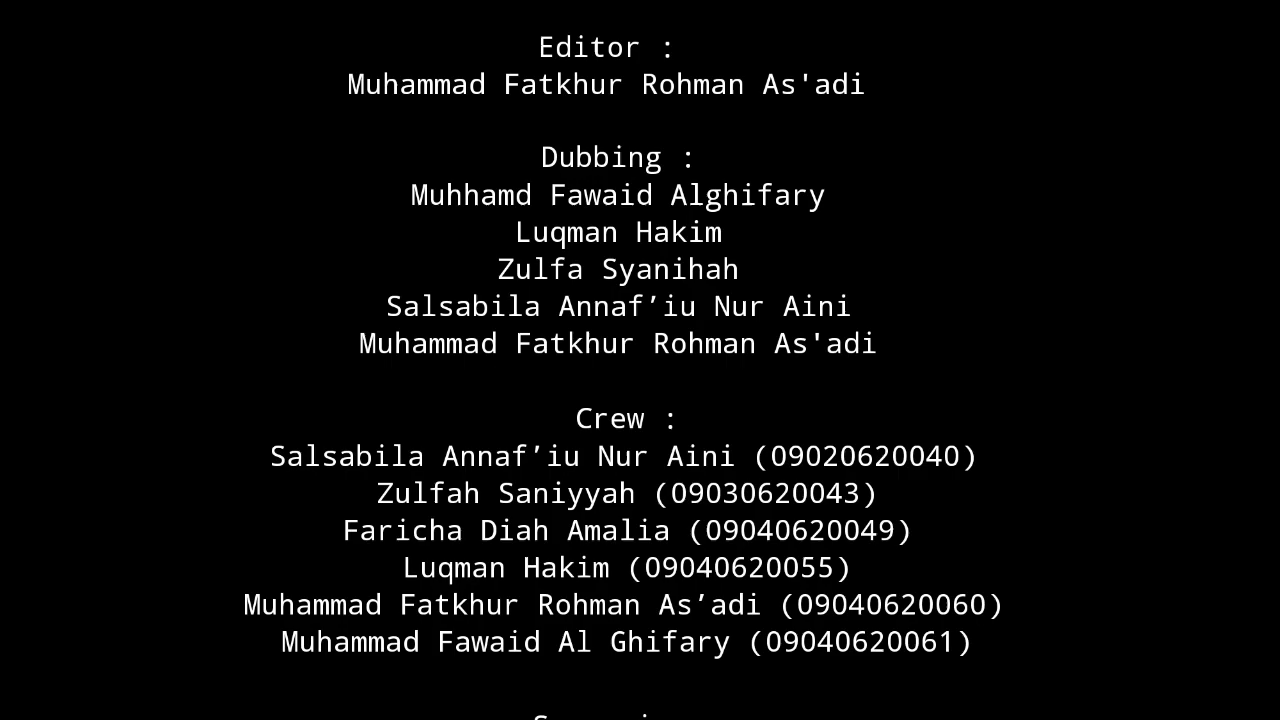 Editor :
Muhammad Fatkhur Rohman As'adi
Dubbing :
Muhhamd Fawaid Alghifary
Luqman Hakim
Zulfa Syanihah
Salsabila Annaf’iu Nur Aini
Muhammad Fatkhur Rohman As'adi
Crew :
Salsabila Annaf’iu Nur Aini (09020620040)
Zulfah Saniyyah (09030620043)
Faricha Diah Amalia (09040620049)
Luqman Hakim (09040620055)
Muhammad Fatkhur Rohman As’adi (09040620060)
Muhammad Fawaid Al Ghifary (09040620061)